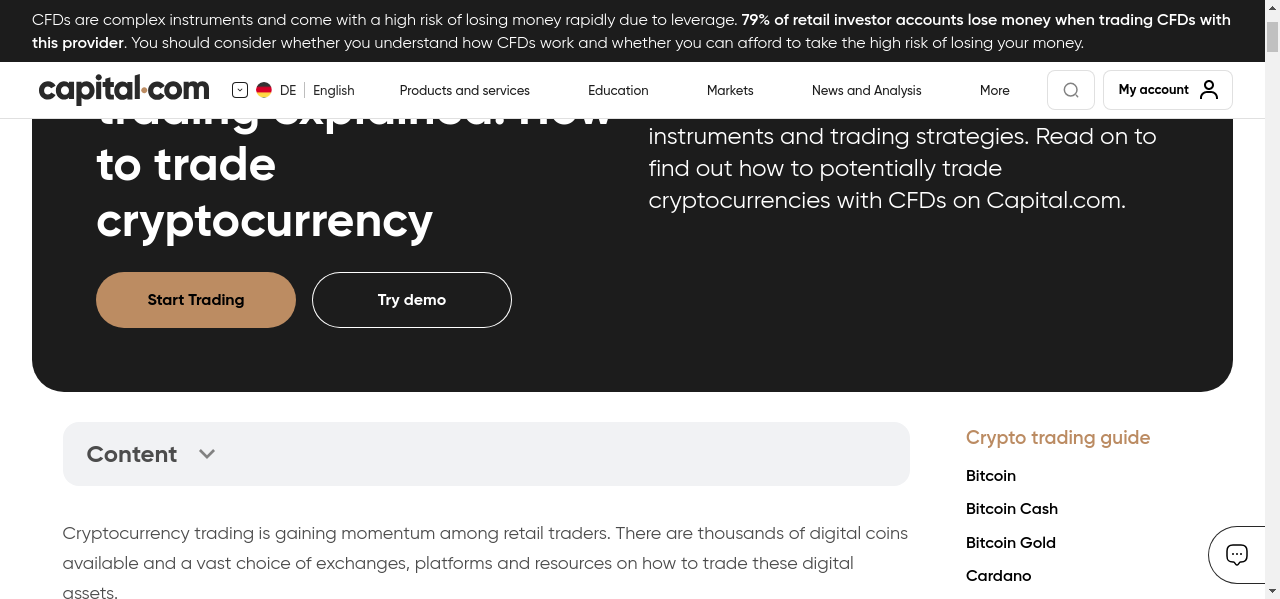 CFDs are complex instruments and come with a high risk of losing money rapidly due to leverage. 79% of retail investor accounts lose money when trading CFDs with
this provider. You should consider whether you understand how CFDs work and whether you can afford to take the high risk of losing your money.
capital.com DE English Products and services Education Markets News and Analysis More My account
trading explained: How
to trade
cryptocurrency
instruments and trading strategies. Read on to
find out how to potentially trade
cryptocurrencies with CFDs on Capital.com.
Start Trading Try demo
Content
Cryptocurrency trading is gaining momentum among retail traders. There are thousands of digital coins
available and a vast choice of exchanges, platforms and resources on how to trade these digital
assets.
Crypto trading guide
Bitcoin
Bitcoin Cash
Bitcoin Gold
Cardano